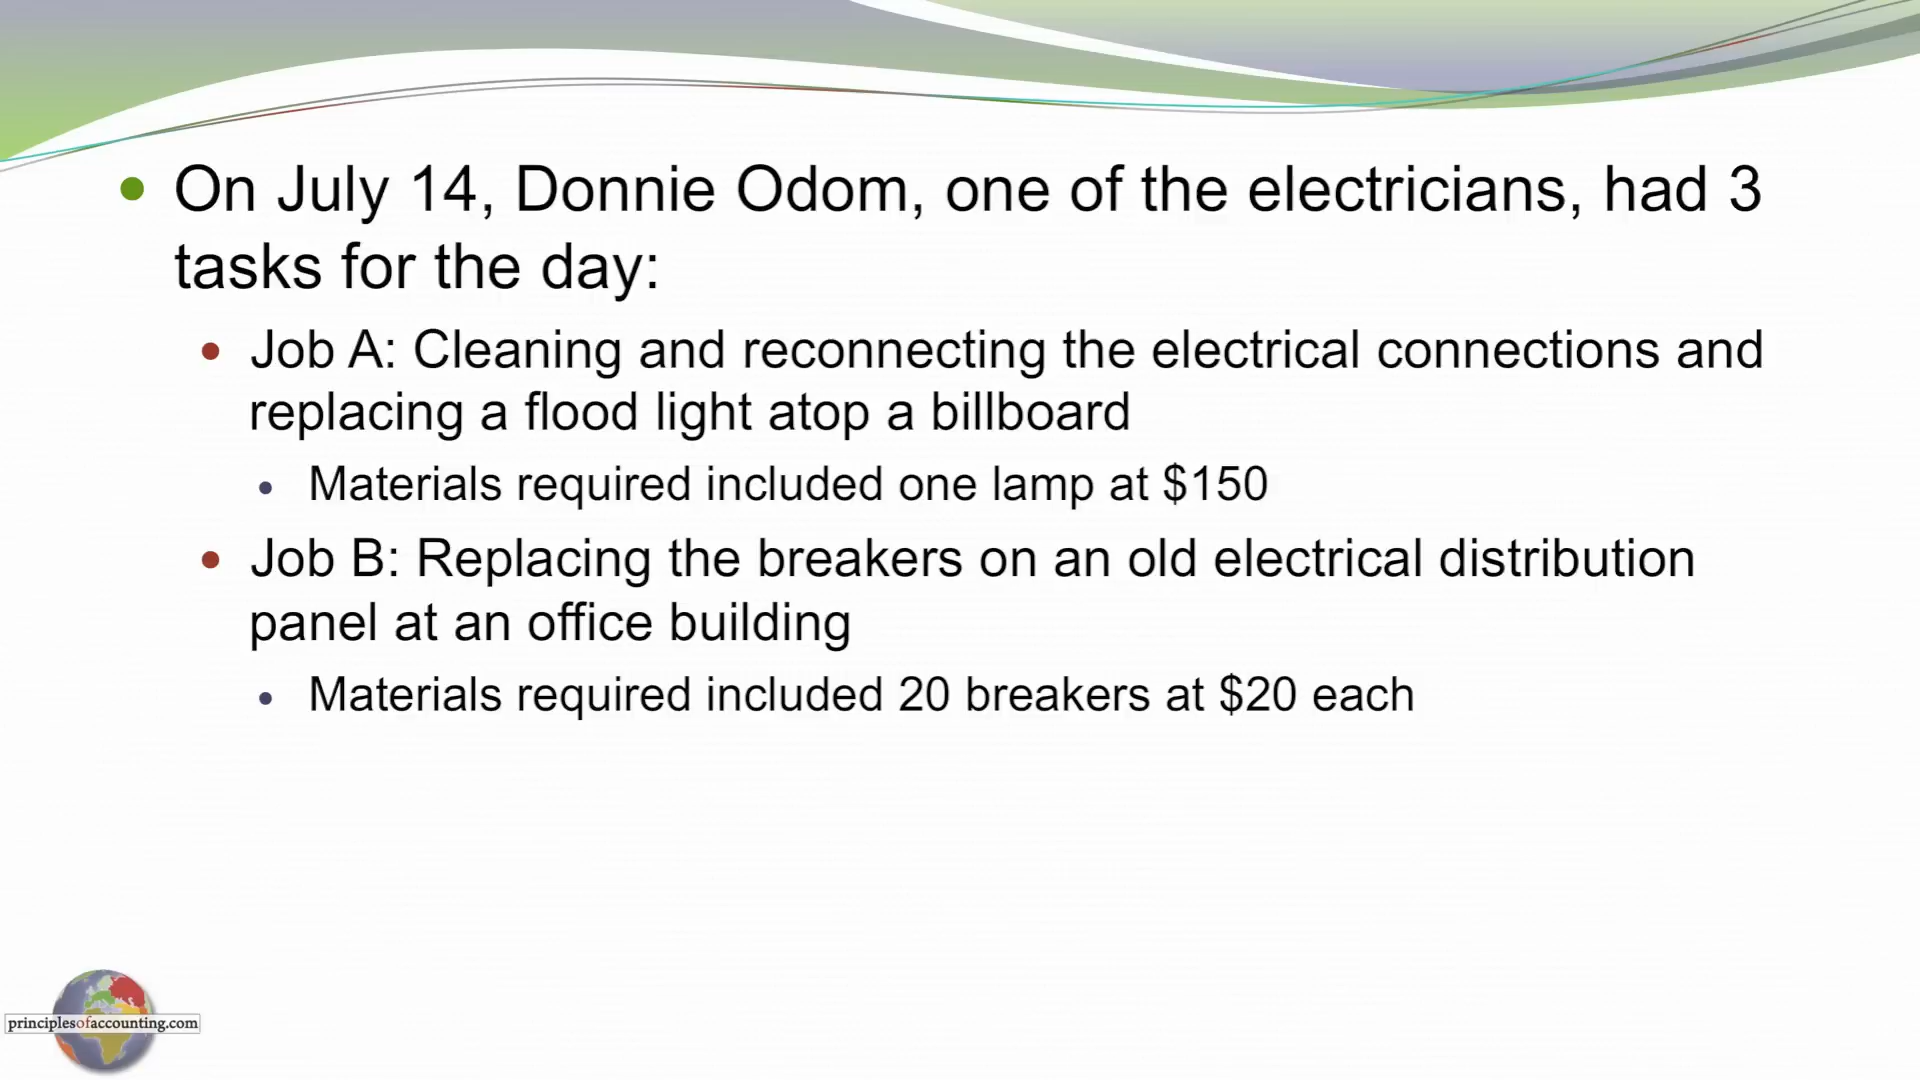 On July 14, Donnie Odom, one of the electricians, had 3
tasks for the day:
Job A: Cleaning and reconnecting the electrical connections and
replacing a flood light atop a billboard
Materials required included one lamp at $150
Job B: Replacing the breakers on an old electrical distribution
panel at an office building
Materials required included 20 breakers at $20 each
principlesofaccounting.com